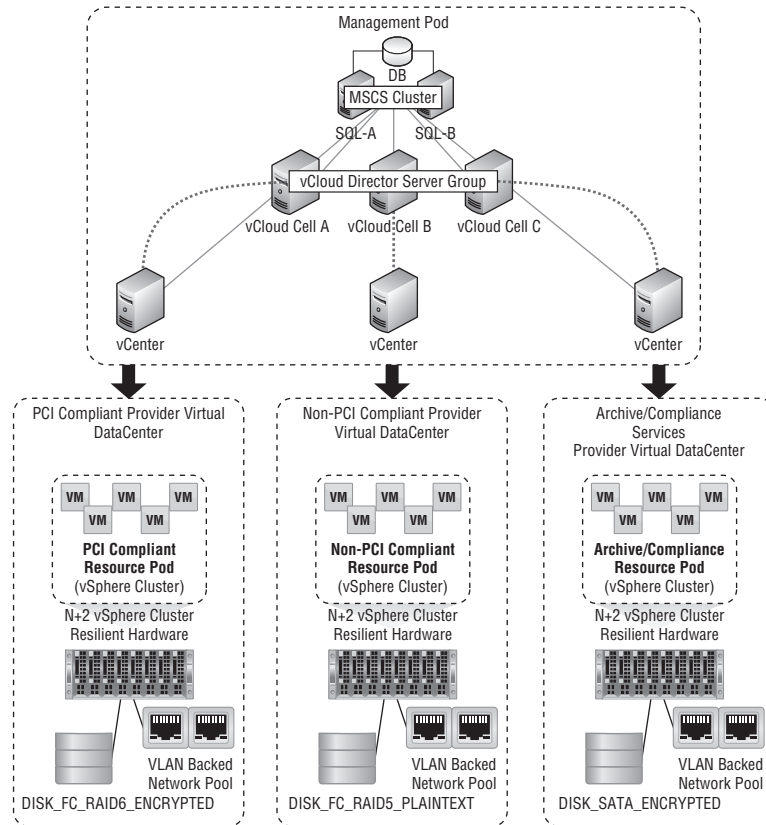 Management Pod
DB
MSCS Cluster
SQL-A
SQL-B
vCloud Director Server Group
vCloud Cell A
vCloud Cell B
vCloud Cell C
vCenter
vCenter
vCenter
PCI Compliant Provider Virtual
DataCenter
VM
VM
VM
VM
VM
PCI Compliant
Resource Pod
(vSphere Cluster)
N+2 vSphere Cluster
Resilient Hardware
VLAN Backed
Network Pool
DISK_FC_RAID6_ENCRYPTED
Non-PCI Compliant Provider
Virtual DataCenter
VM
VM
VM
VM
VM
Non-PCI Compliant
Resource Pod
(vSphere Cluster)
N+2 vSphere Cluster
Resilient Hardware
VLAN Backed
Network Pool
DISK_FC_RAID5_PLAINTEXT
Archive/Compliance
Services
Provider Virtual DataCenter
VM
VM
VM
VM
VM
Archive/Compliance
Resource Pod
(vSphere Cluster)
N+2 vSphere Cluster
Resilient Hardware
VLAN Backed
Network Pool
DISK_SATA_ENCRYPTED